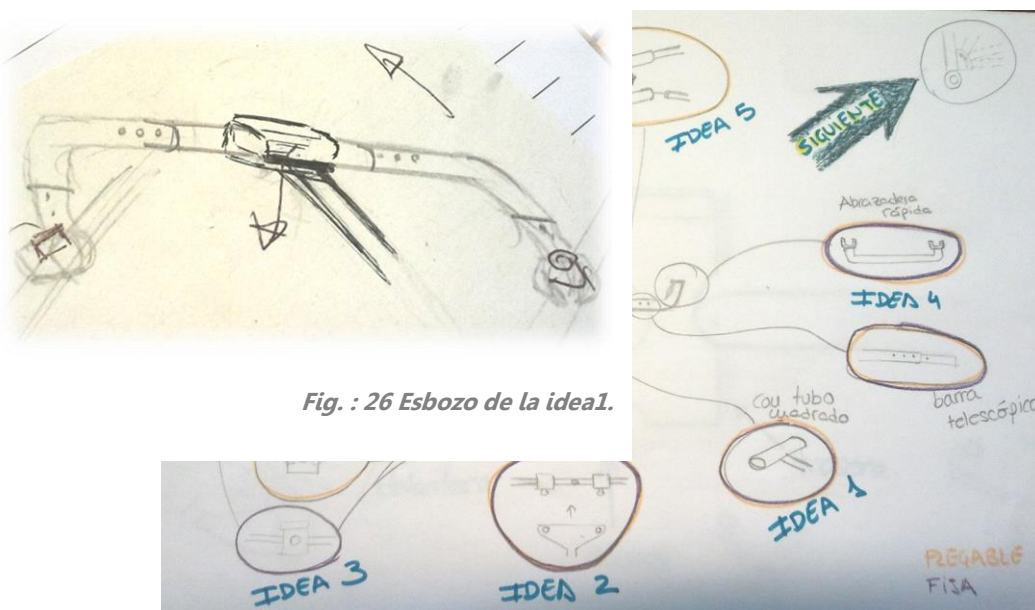 Fig. : 26 Esbozo de la idea1.
IDEA 5
SIGUIENTE
Abrazadera
rápida
IDEA 4
barra
telescópica
con tubo
cuadrado
IDEA 1
IDEA 2
IDEA 3
PLEGABLE
FIJA